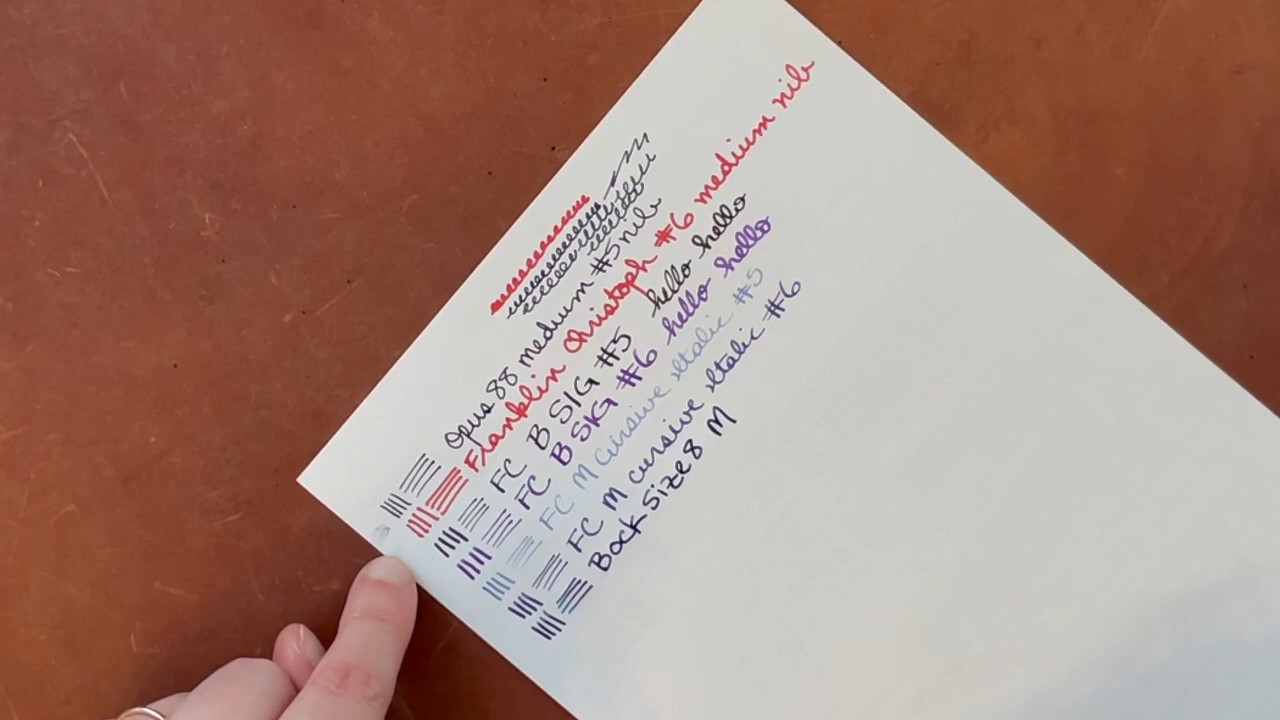 Opus 88 medium #5 nib
Franklin Christoph #6 medium nib
FC B SIG #5 hello hello
FC B SIG #6 hello hello
FC M Cursive italic #5
FC M cursive italic #6
Bock Size 8 M